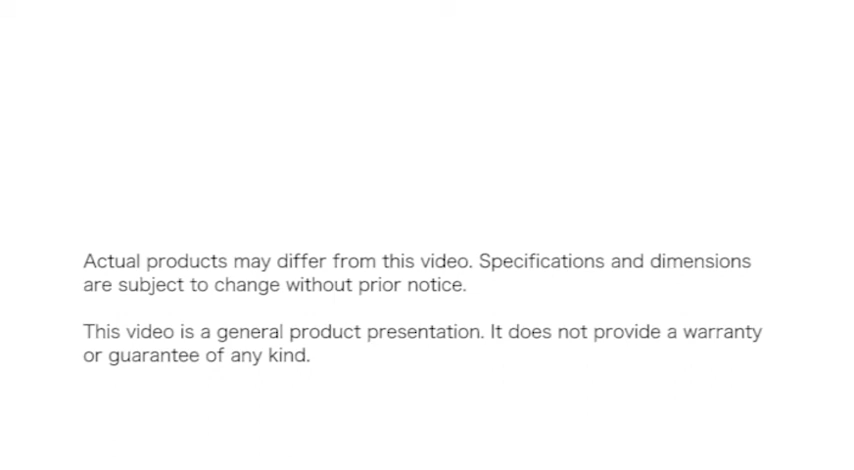 Actual products may differ from this video. Specifications and dimensions
are subject to change without prior notice.
This video is a general product presentation. It does not provide a warranty
or guarantee of any kind.